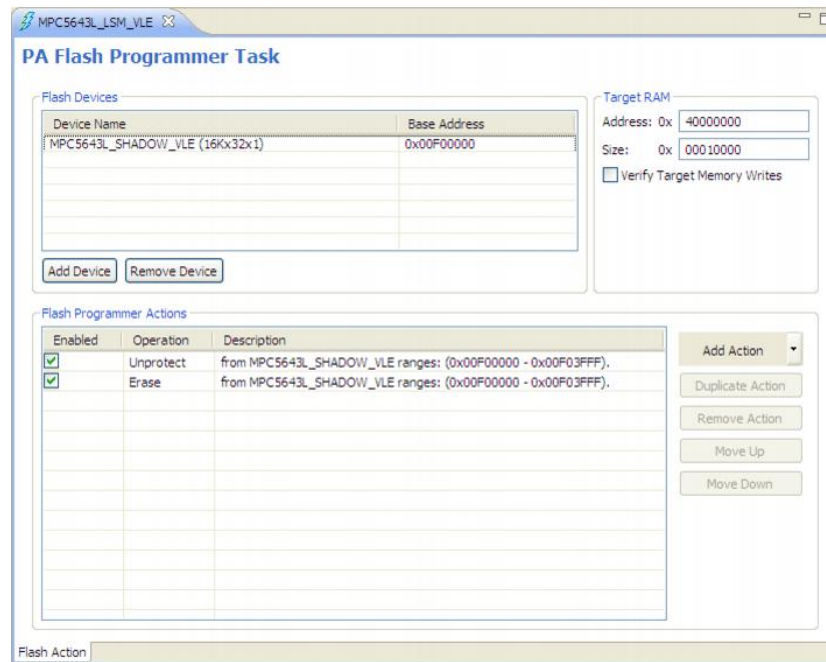 MPC5643L_LSM_VLE
PA Flash Programmer Task
Flash Devices
Device Name Base Address
MPC5643L_SHADOW_VLE (16Kx32x1) 0x00F00000
Add Device Remove Device
Target RAM
Address: 0x 40000000
Size: 0x 00010000
Verify Target Memory Writes
Flash Programmer Actions
Enabled Operation Description
Unprotect from MPC5643L_SHADOW_VLE ranges: (0x00F00000 - 0x00F03FFF).
Erase from MPC5643L_SHADOW_VLE ranges: (0x00F00000 - 0x00F03FFF).
Add Action
Duplicate Action
Remove Action
Move Up
Move Down
Flash Action